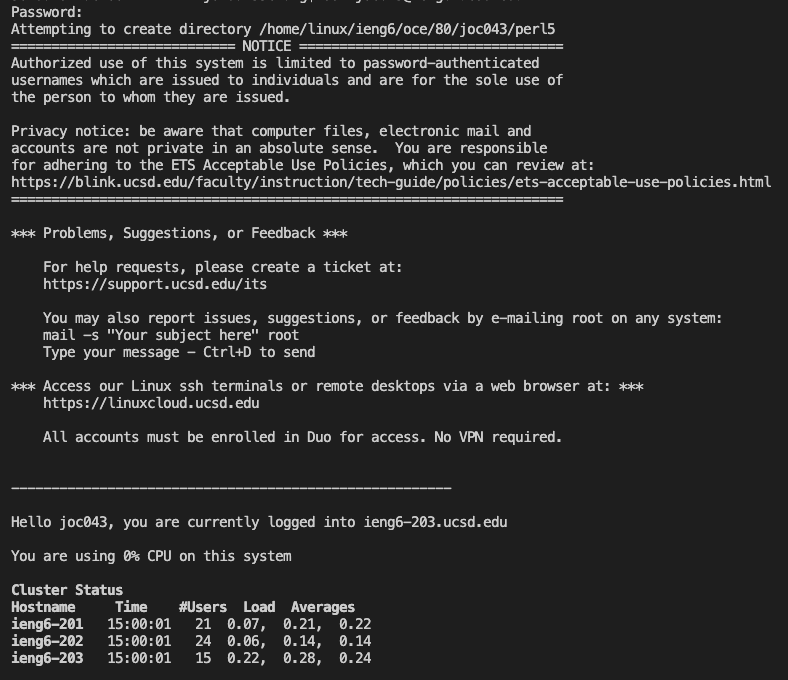 Password:
Attempting to create directory /home/linux/ieng6/oce/80/joc043/perl5
============================ NOTICE =================================
Authorized use of this system is limited to password-authenticated
usernames which are issued to individuals and are for the sole use of
the person to whom they are issued.
Privacy notice: be aware that computer files, electronic mail and
accounts are not private in an absolute sense.  You are responsible
for adhering to the ETS Acceptable Use Policies, which you can review at:
https://blink.ucsd.edu/faculty/instruction/tech-guide/policies/ets-acceptable-use-policies.html
=====================================================================
*** Problems, Suggestions, or Feedback ***
    For help requests, please create a ticket at:
    https://support.ucsd.edu/its
    You may also report issues, suggestions, or feedback by e-mailing root on any system:
    mail -s "Your subject here" root
    Type your message - Ctrl+D to send
*** Access our Linux ssh terminals or remote desktops via a web browser at: ***
    https://linuxcloud.ucsd.edu
    All accounts must be enrolled in Duo for access. No VPN required.
-------------------------------------------------------
Hello joc043, you are currently logged into ieng6-203.ucsd.edu
You are using 0% CPU on this system
Cluster Status
Hostname     Time    #Users  Load  Averages
ieng6-201   15:00:01   21  0.07,  0.21,  0.22
ieng6-202   15:00:01   24  0.06,  0.14,  0.14
ieng6-203   15:00:01   15  0.22,  0.28,  0.24